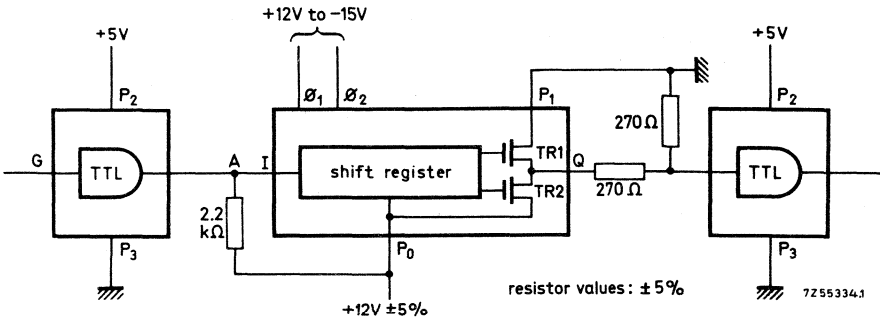 +12V to -15V
+5V
+5V
P2
Ø1 Ø2
P1
P2
270Ω
G
TTL
A
I
shift register
TR1
TR2
Q
270Ω
TTL
2.2
kΩ
P3
P0
P3
+12V ±5%
resistor values: ±5%
7Z55334.1